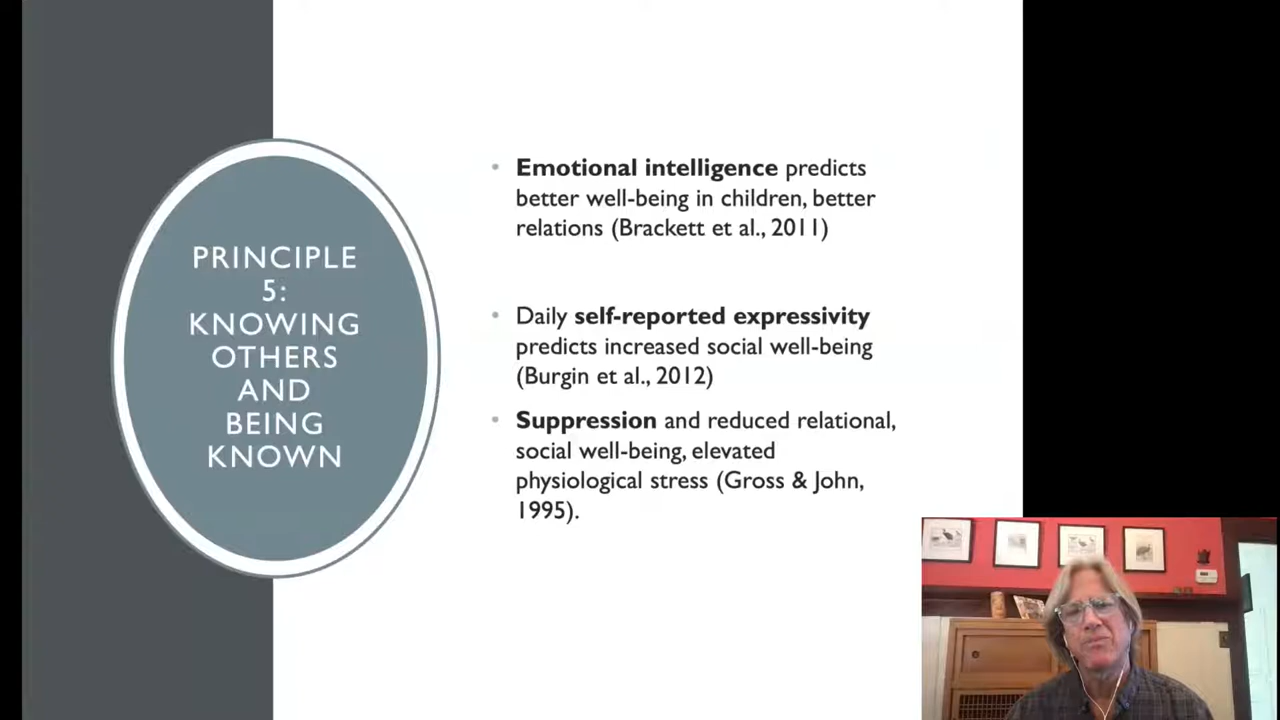 PRINCIPLE
5:
KNOWING
OTHERS
AND
BEING
KNOWN
• Emotional intelligence predicts
better well-being in children, better
relations (Brackett et al., 2011)
• Daily self-reported expressivity
predicts increased social well-being
(Burgin et al., 2012)
• Suppression and reduced relational,
social well-being, elevated
physiological stress (Gross & John,
1995).